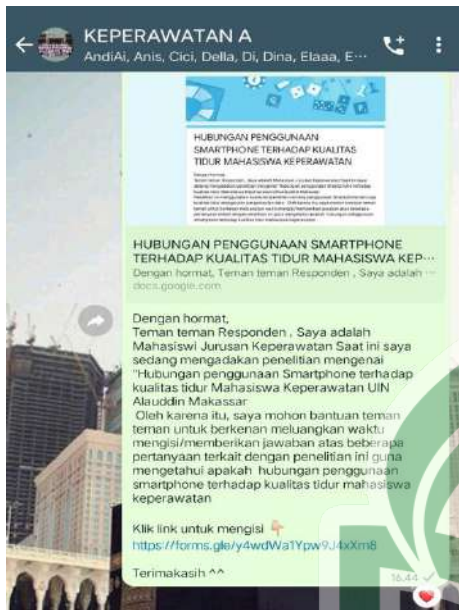 KEPERAWATAN A
AndiAi, Anis, Cici, Della, Di, Dina, Elaaa, E···
HUBUNGAN PENGGUNAAN
SMARTPHONE TERHADAP KUALITAS
TIDUR MAHASISWA KEPERAWATAN
Dengan hormat,
HUBUNGAN PENGGUNAAN SMARTPHONE
TERHADAP KUALITAS TIDUR MAHASISWA KEP···
Dengan hormat, Teman teman Responden , Saya adalah ···
docs.google.com
Dengan hormat,
Teman teman Responden , Saya adalah
Mahasiswi Jurusan Keperawatan Saat ini saya
sedang mengadakan penelitian mengenai
"Hubungan penggunaan Smartphone terhadap
kualitas tidur Mahasiswa Keperawatan UIN
Alauddin Makassar
Oleh karena itu, saya mohon bantuan teman
teman untuk berkenan meluangkan waktu
mengisi/memberikan jawaban atas beberapa
pertanyaan terkait dengan penelitian ini guna
mengetahui apakah hubungan penggunaan
smartphone terhadap kualitas tidur mahasiswa
keperawatan
Klik link untuk mengisi 👇
https://forms.gle/y4wdWa1Ypw9J4xXm8
Terimakasih ^^
16.44